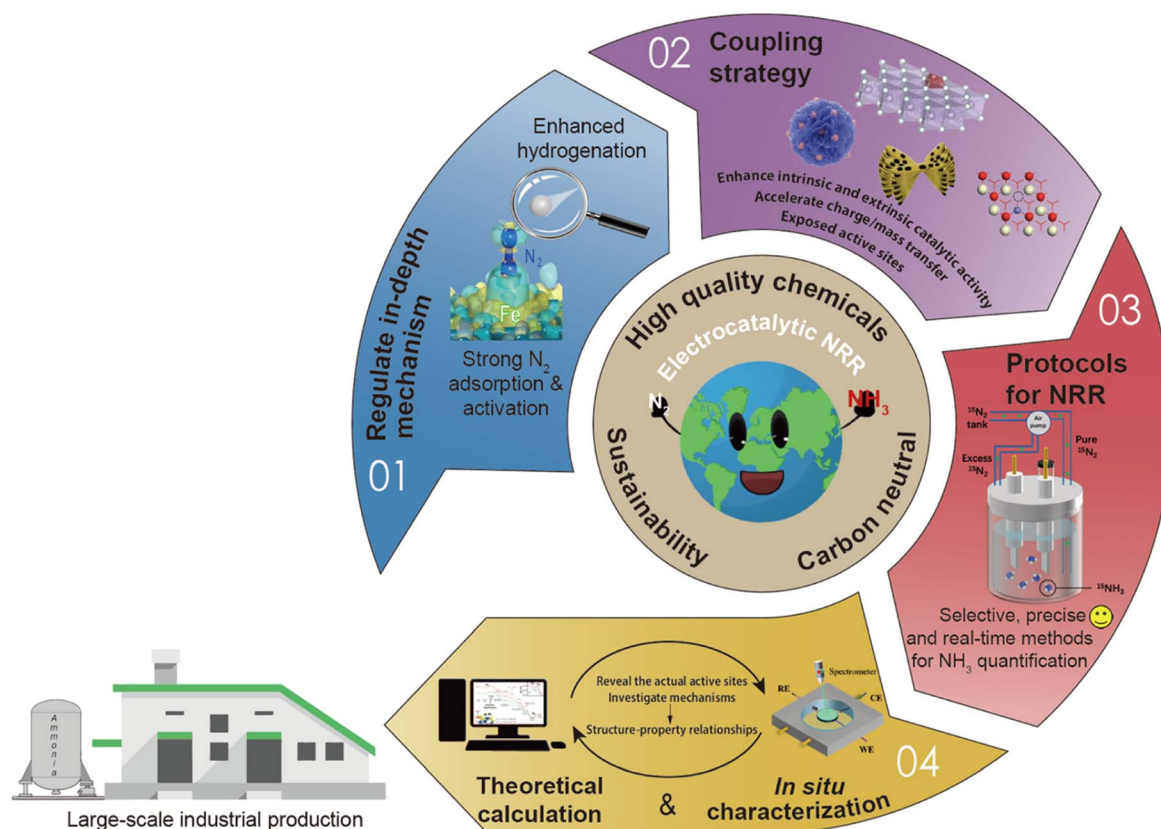 01
Regulate in-depth
mechanism
Enhanced
hydrogenation
N₂
Fe
Strong N₂
adsorption &
activation
02
Coupling
strategy
Enhance intrinsic and extrinsic catalytic activity
Accelerate charge/mass transfer
Exposed active sites
03
Protocols
for NRR
¹⁵N₂
tank
Air
pump
Excess
¹⁵N₂
Pure
¹⁵N₂
¹⁵NH₃
Selective, precise
and real-time methods
for NH₃ quantification
High quality chemicals
Electrocatalytic NRR
N₂
NH₃
Sustainability
Carbon neutral
04
Reveal the actual active sites
Investigate mechanisms
Structure-property relationships
Spectrometer
RE
CE
WE
Theoretical
calculation
&
In situ
characterization
Ammonia
Large-scale industrial production